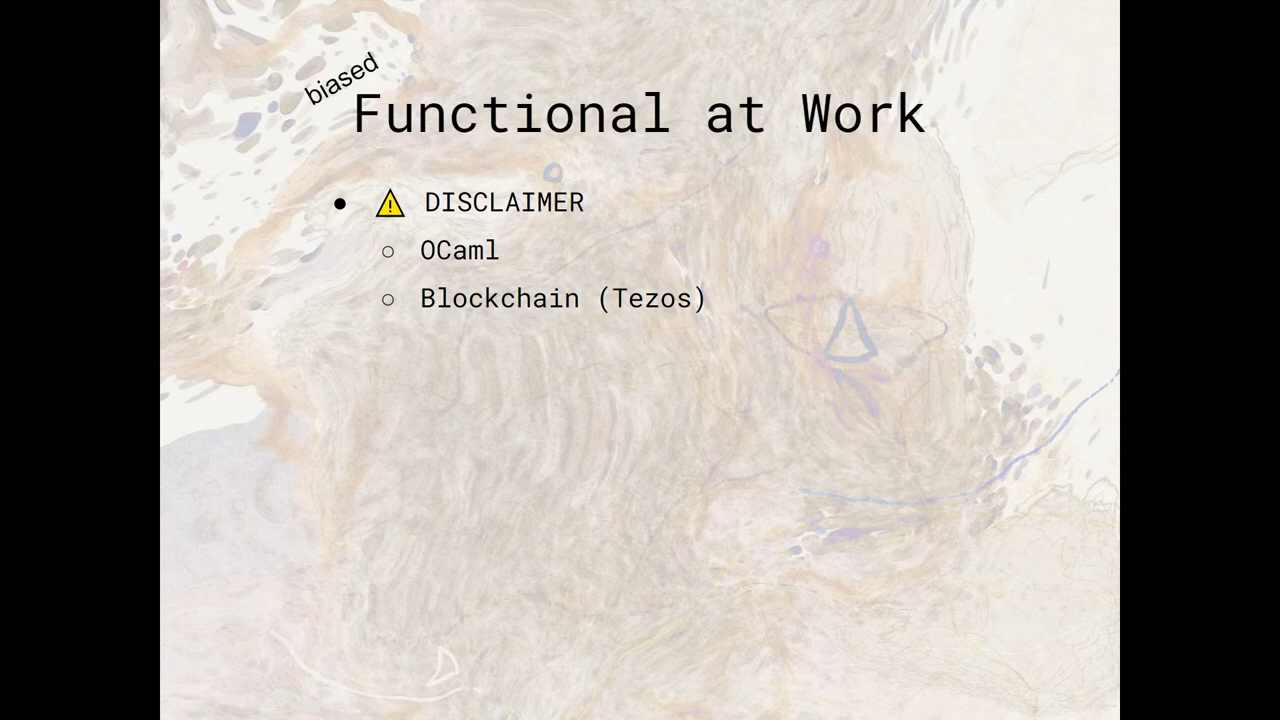 biased
Functional at Work
● ⚠ DISCLAIMER
○ OCaml
○ Blockchain (Tezos)